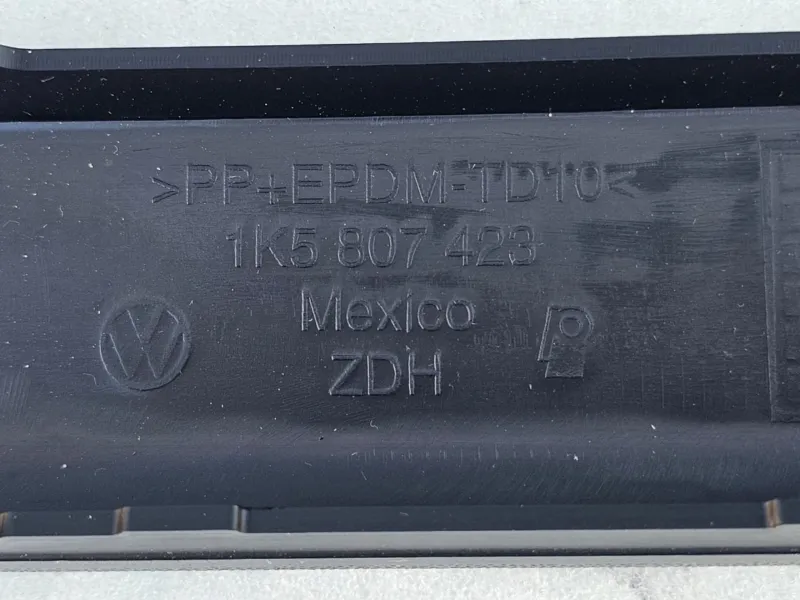 >PP+EPDM-TD10<
1K5 807 423
Mexico
ZDH